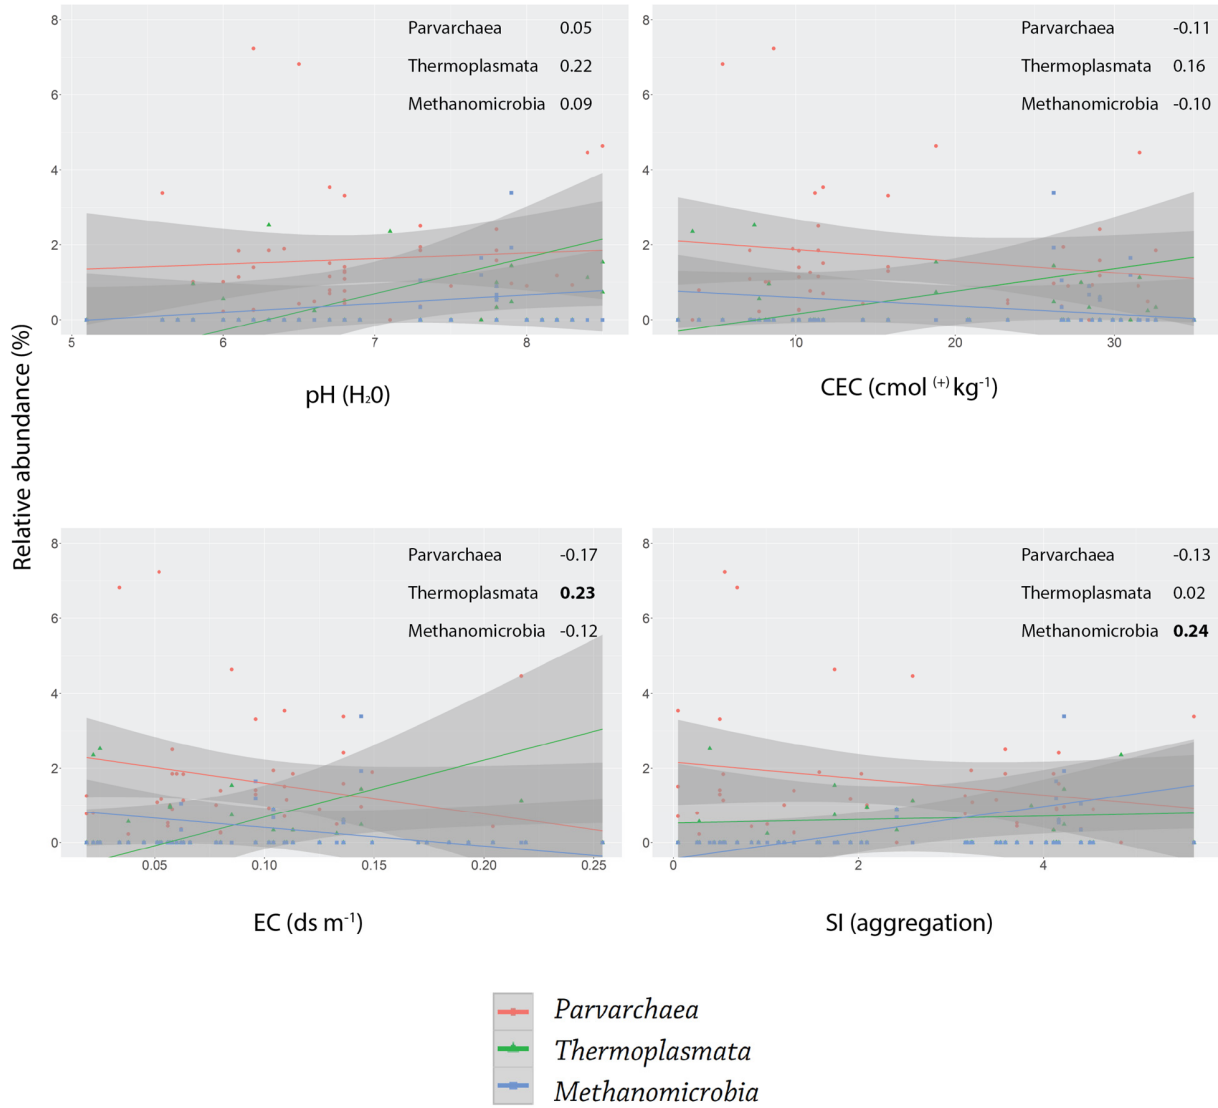 Relative abundance (%)
8
6
4
2
0
Parvarchaea 0.05
Thermoplasmata 0.22
Methanomicrobia 0.09
5 6 7 8
pH (H₂0)
8
6
4
2
0
Parvarchaea -0.11
Thermoplasmata 0.16
Methanomicrobia -0.10
10 20 30
CEC (cmol ⁽⁺⁾ kg⁻¹)
8
6
4
2
0
Parvarchaea -0.17
Thermoplasmata 0.23
Methanomicrobia -0.12
0.05 0.10 0.15 0.20 0.25
EC (ds m⁻¹)
8
6
4
2
0
Parvarchaea -0.13
Thermoplasmata 0.02
Methanomicrobia 0.24
0 2 4
SI (aggregation)
Parvarchaea
Thermoplasmata
Methanomicrobia